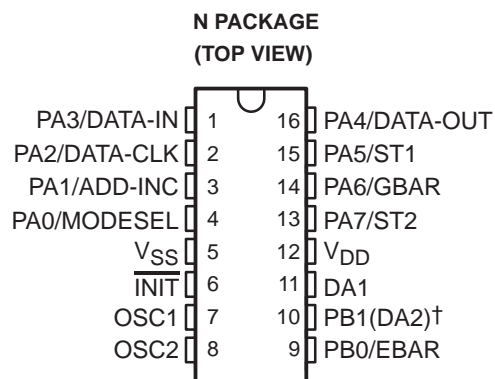 N PACKAGE
(TOP VIEW)
PA3/DATA-IN 1 16 PA4/DATA-OUT
PA2/DATA-CLK 2 15 PA5/ST1
PA1/ADD-INC 3 14 PA6/GBAR
PA0/MODESEL 4 13 PA7/ST2
VSS 5 12 VDD
INIT 6 11 DA1
OSC1 7 10 PB1(DA2)†
OSC2 8 9 PB0/EBAR